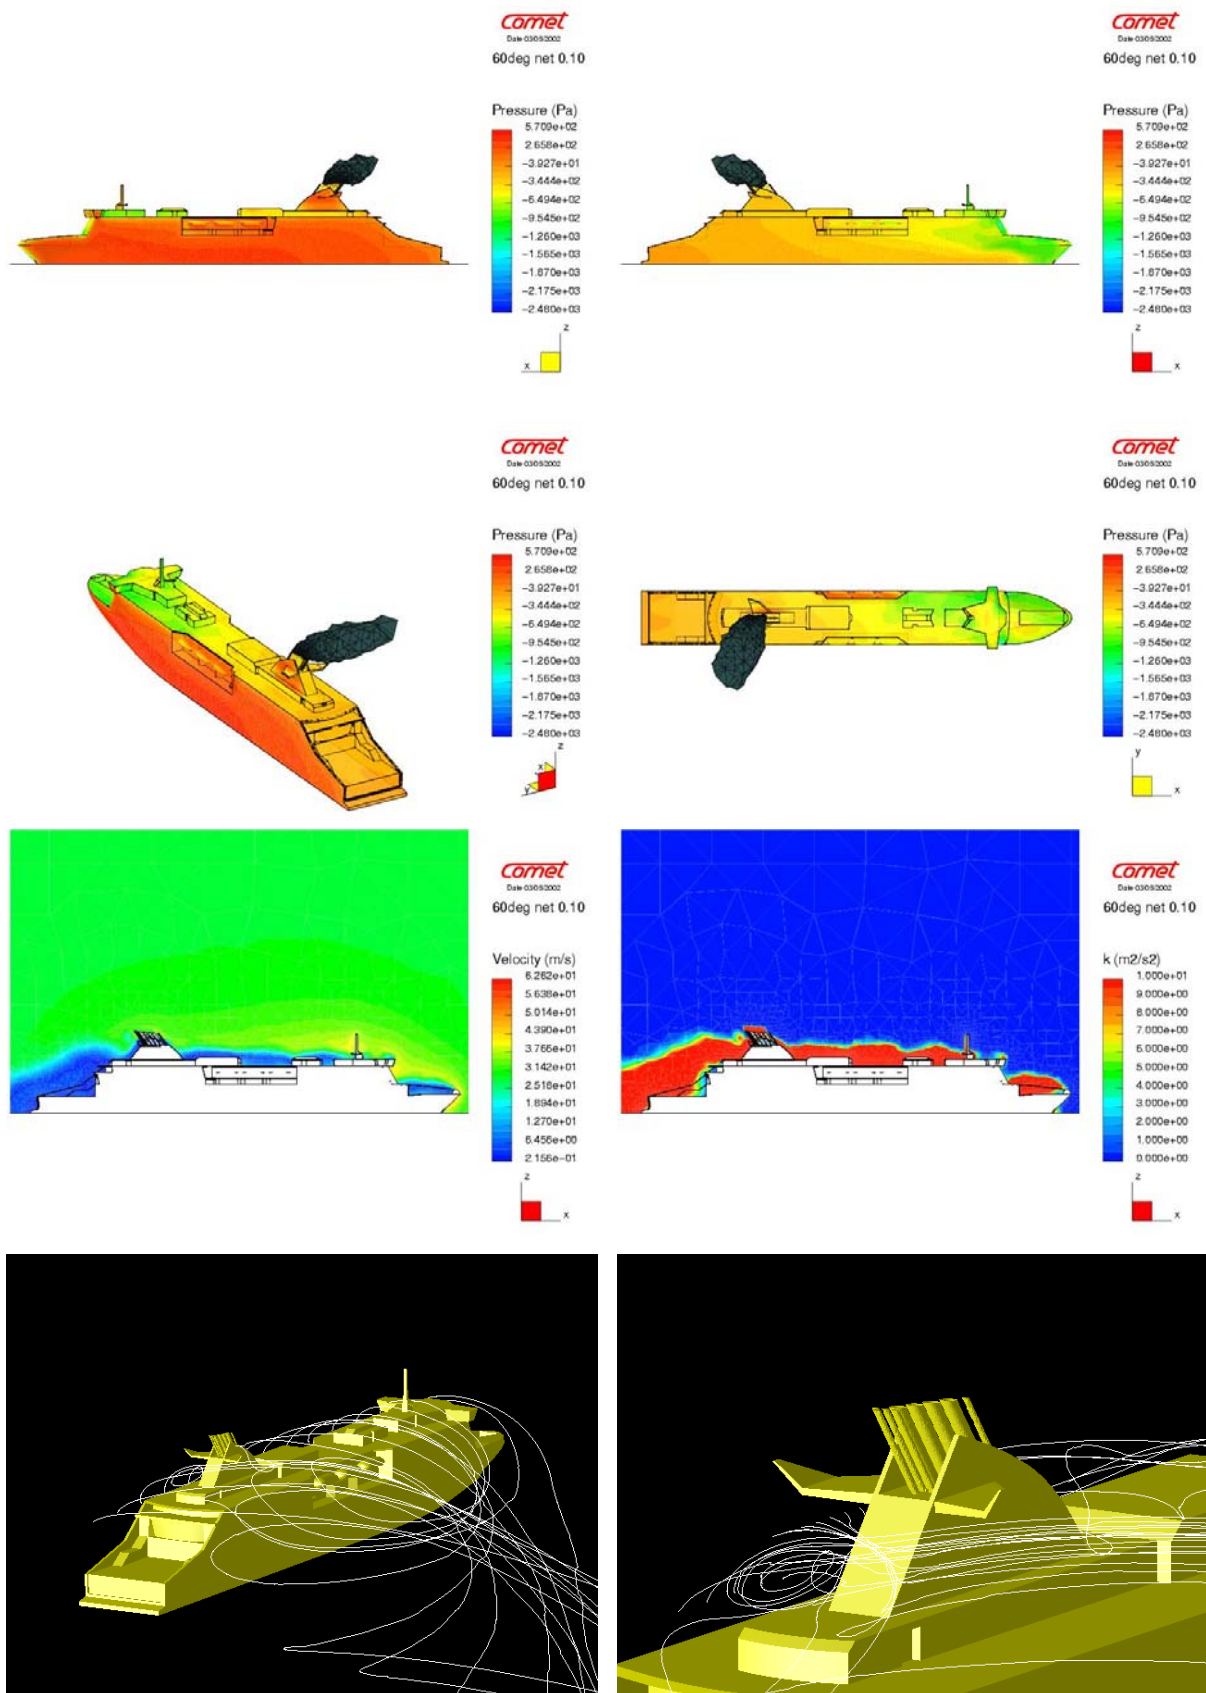 Comet
Date
60deg net 0.10
Pressure (Pa)
5.709e+02
2.658e+02
−3.927e+01
−3.444e+02
−6.494e+02
−9.545e+02
−1.260e+03
−1.565e+03
−1.870e+03
−2.175e+03
−2.480e+03
z
x
Comet
Date
60deg net 0.10
Pressure (Pa)
5.709e+02
2.658e+02
−3.927e+01
−3.444e+02
−6.494e+02
−9.545e+02
−1.260e+03
−1.565e+03
−1.870e+03
−2.175e+03
−2.480e+03
z
x
Comet
Date
60deg net 0.10
Pressure (Pa)
5.709e+02
2.658e+02
−3.927e+01
−3.444e+02
−6.494e+02
−9.545e+02
−1.260e+03
−1.565e+03
−1.870e+03
−2.175e+03
−2.480e+03
z
x
y
Comet
Date
60deg net 0.10
Pressure (Pa)
5.709e+02
2.658e+02
−3.927e+01
−3.444e+02
−6.494e+02
−9.545e+02
−1.260e+03
−1.565e+03
−1.870e+03
−2.175e+03
−2.480e+03
y
x
Comet
Date
60deg net 0.10
Velocity (m/s)
6.262e+01
5.638e+01
5.014e+01
4.390e+01
3.766e+01
3.142e+01
2.518e+01
1.894e+01
1.270e+01
6.456e+00
2.156e−01
z
x
Comet
Date
60deg net 0.10
k (m2/s2)
1.000e+01
9.000e+00
8.000e+00
7.000e+00
6.000e+00
5.000e+00
4.000e+00
3.000e+00
2.000e+00
1.000e+00
0.000e+00
z
x